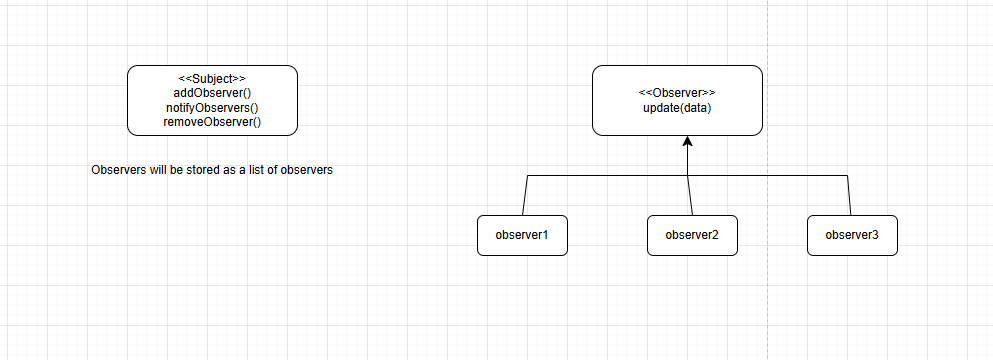 <<Subject>>
addObserver()
notifyObservers()
removeObserver()
Observers will be stored as a list of observers
<<Observer>>
update(data)
observer1
observer2
observer3